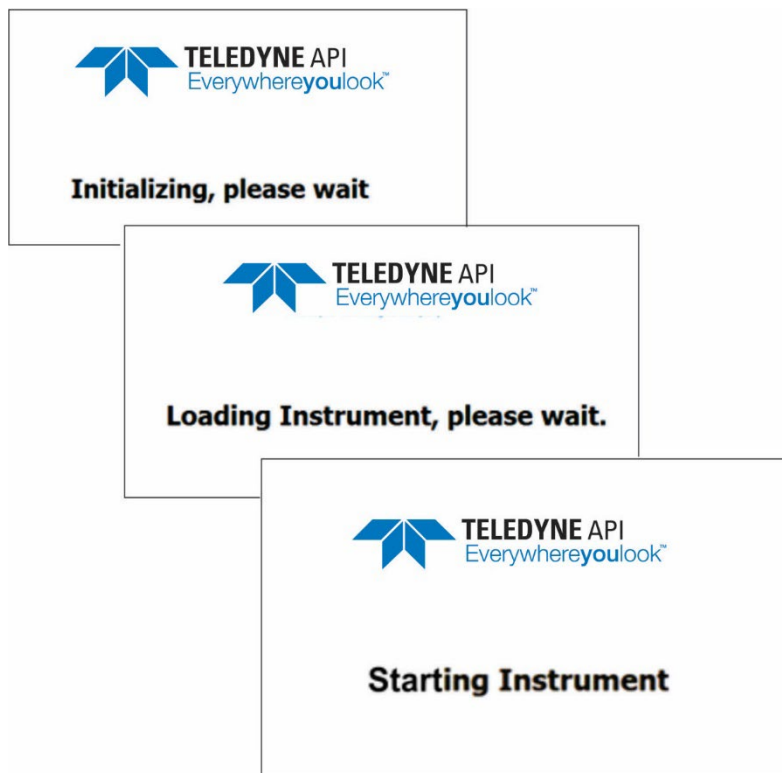 TELEDYNE API
Everywhereyoulook™
Initializing, please wait
TELEDYNE API
Everywhereyoulook™
Loading Instrument, please wait.
TELEDYNE API
Everywhereyoulook™
Starting Instrument